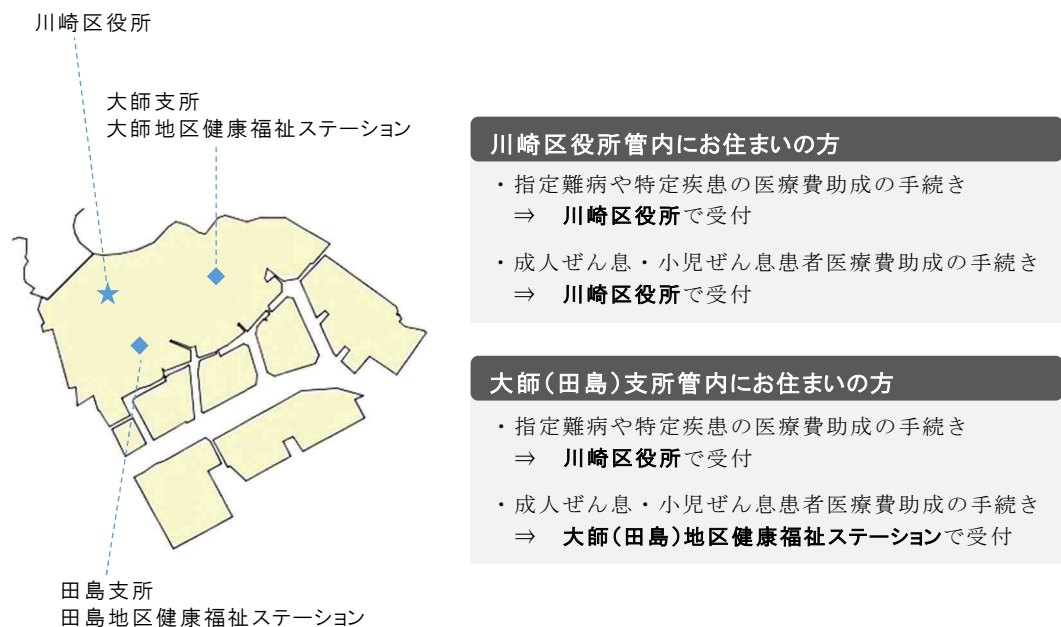 川崎区役所
大師支所
大師地区健康福祉ステーション
田島支所
田島地区健康福祉ステーション
川崎区役所管内にお住まいの方
・指定難病や特定疾患の医療費助成の手続き
⇒ 川崎区役所で受付
・成人ぜん息・小児ぜん息患者医療費助成の手続き
⇒ 川崎区役所で受付
大師(田島)支所管内にお住まいの方
・指定難病や特定疾患の医療費助成の手続き
⇒ 川崎区役所で受付
・成人ぜん息・小児ぜん息患者医療費助成の手続き
⇒ 大師(田島)地区健康福祉ステーションで受付